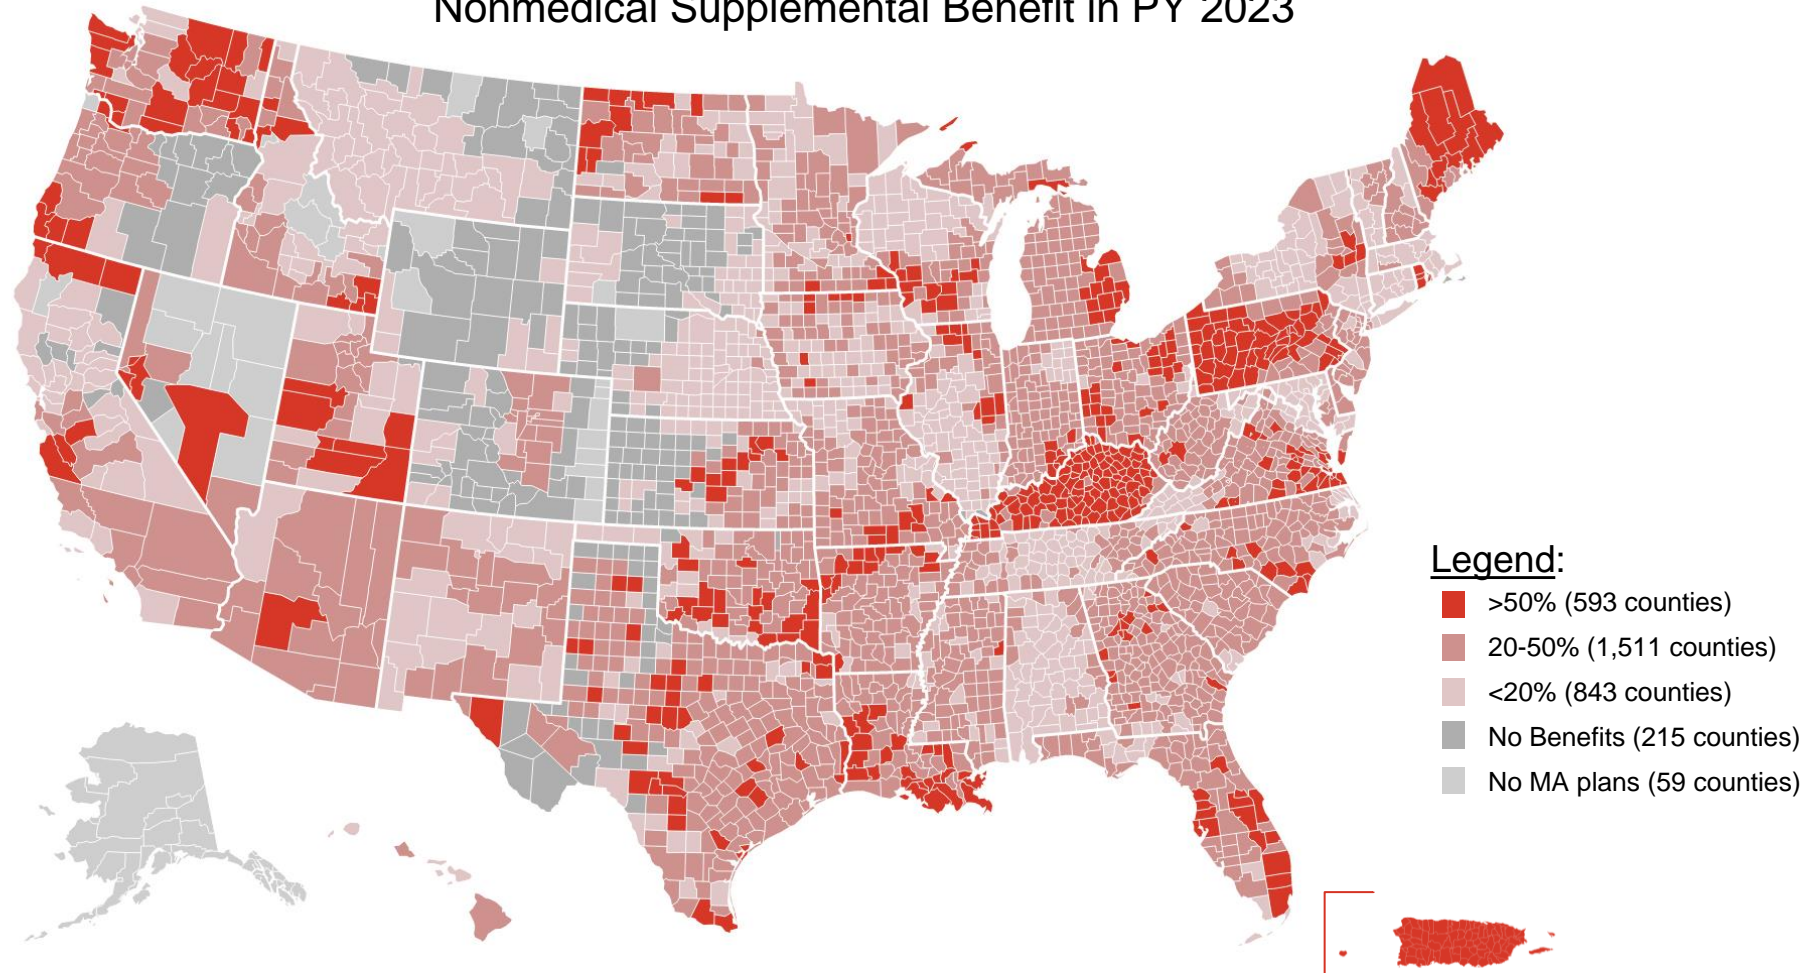 Nonmedical Supplemental Benefit in PY 2023
Legend:
>50% (593 counties)
20-50% (1,511 counties)
<20% (843 counties)
No Benefits (215 counties)
No MA plans (59 counties)